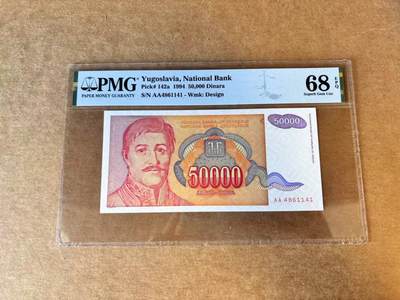 PMG
PAPER MONEY GUARANTY
Yugoslavia, National Bank
Pick# 142a 1994 50,000 Dinara
S/N AA4861141 - Wmk: Design
68 EPQ
Superb Gem Unc
50000
50000
AA 4861141